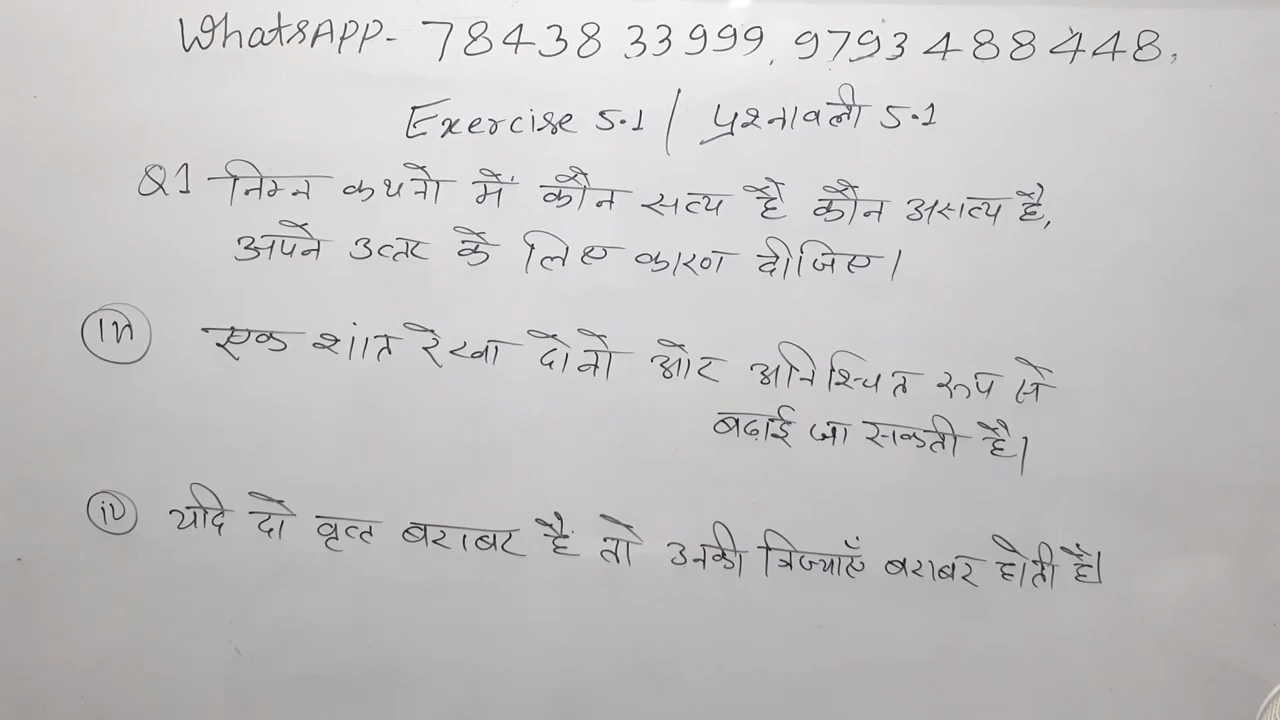 WhatsAPP- 78438 33999, 9793488448,
Exercise 5.1 / प्रश्नावली 5.1
Q1 निम्न कथनो में कौन सत्य है कौन असत्य है,
अपने उत्तर के लिए कारण दीजिए।
iii एक शांत रेखा दोनो ओर अनिश्चित रूप से
बढ़ाई जा सकती है।
iv यदि दो वृत्त बराबर हैं तो उनकी त्रिज्याएँ बराबर होती हैं।